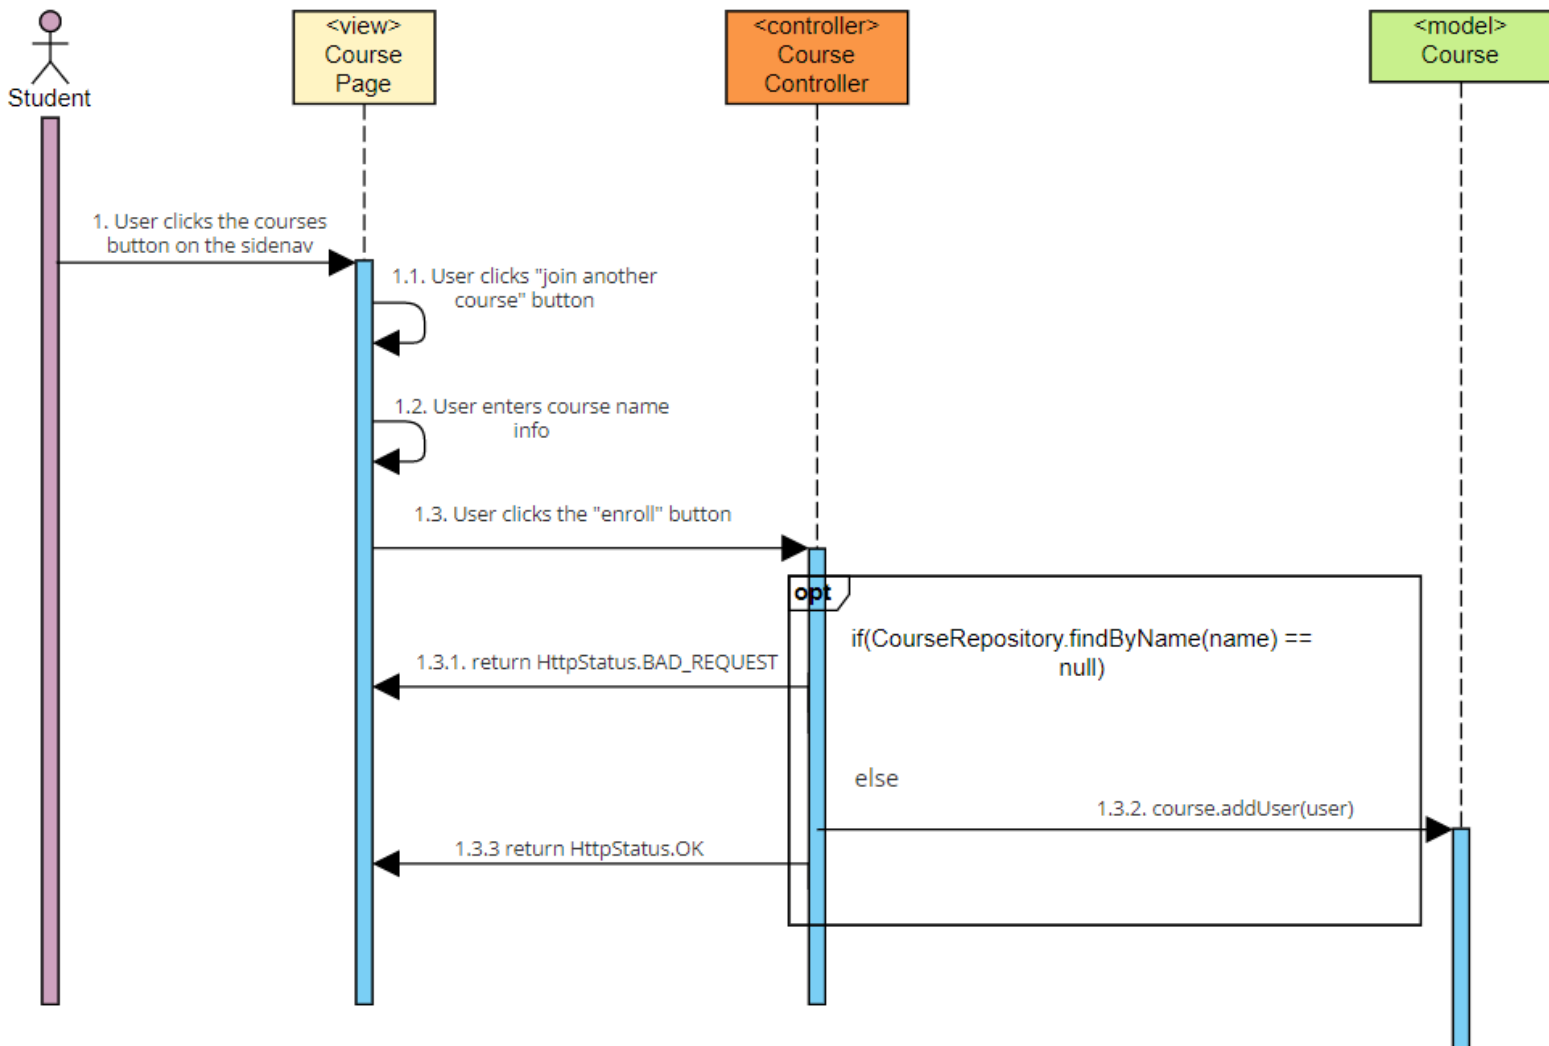 Student
<view>
Course
Page
<controller>
Course
Controller
<model>
Course
1. User clicks the courses
button on the sidenav
1.1. User clicks "join another
course" button
1.2. User enters course name
info
1.3. User clicks the "enroll" button
opt
if(CourseRepository.findByName(name) ==
null)
1.3.1. return HttpStatus.BAD_REQUEST
else
1.3.2. course.addUser(user)
1.3.3 return HttpStatus.OK